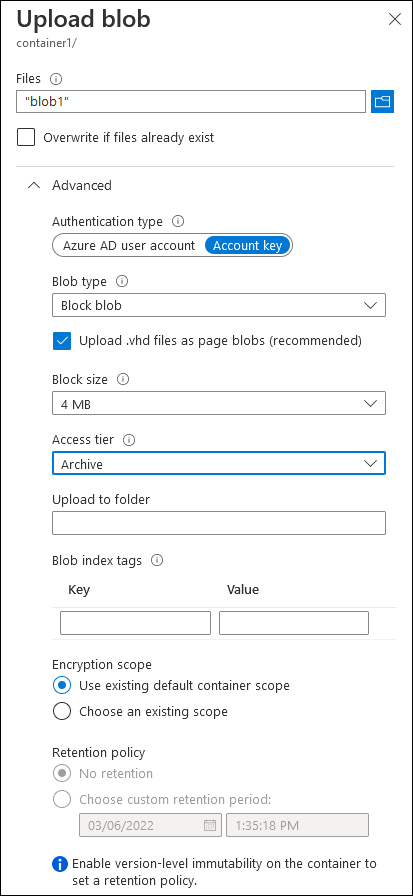 Upload blob
container1/
Files
"blob1"
Overwrite if files already exist
Advanced
Authentication type
Azure AD user account Account key
Blob type
Block blob
Upload .vhd files as page blobs (recommended)
Block size
4 MB
Access tier
Archive
Upload to folder
Blob index tags
Key Value
Encryption scope
Use existing default container scope
Choose an existing scope
Retention policy
No retention
Choose custom retention period:
03/06/2022 1:35:18 PM
Enable version-level immutability on the container to
set a retention policy.